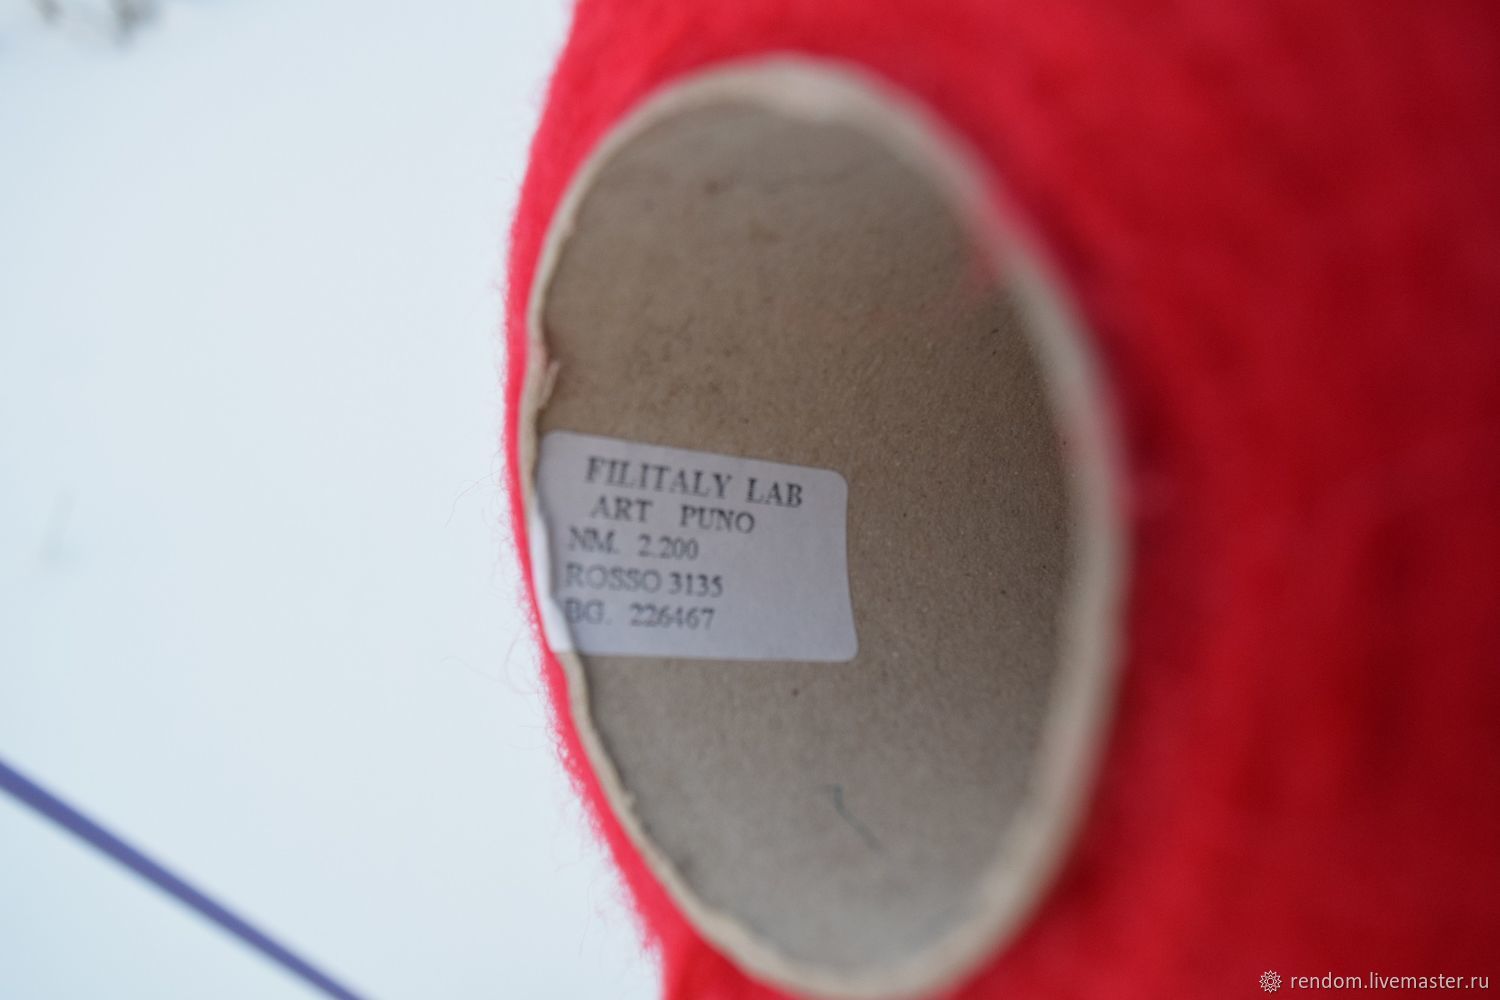 FILITALY LAB
ART PUNO
NM. 2.200
ROSSO 3135
BG. 226467
rendom.livemaster.ru